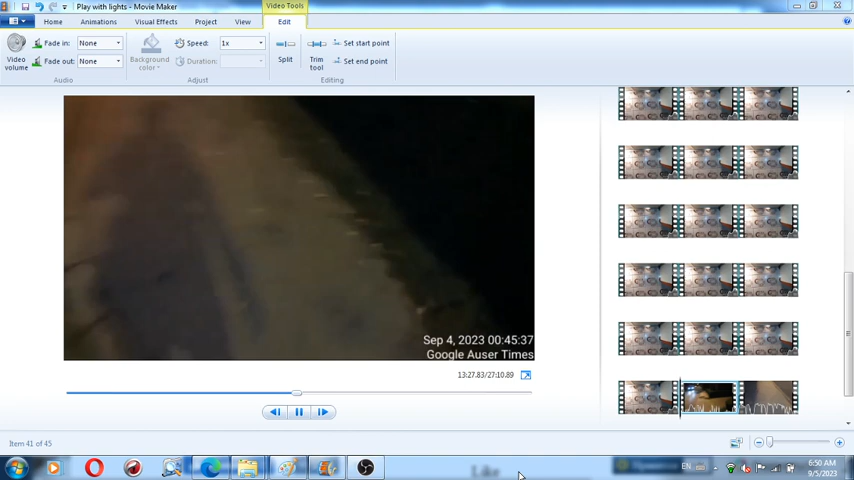 Play with lights - Movie Maker
Video Tools
Home
Animations
Visual Effects
Project
View
Edit
Video volume
Fade in: None
Fade out: None
Audio
Background color
Speed: 1x
Duration:
Adjust
Split
Trim tool
Set start point
Set end point
Editing
Sep 4, 2023 00:45:37
Google Auser Times
13:27.83/27:10.89
Item 41 of 45
Like
EN
6:50 AM
9/5/2023